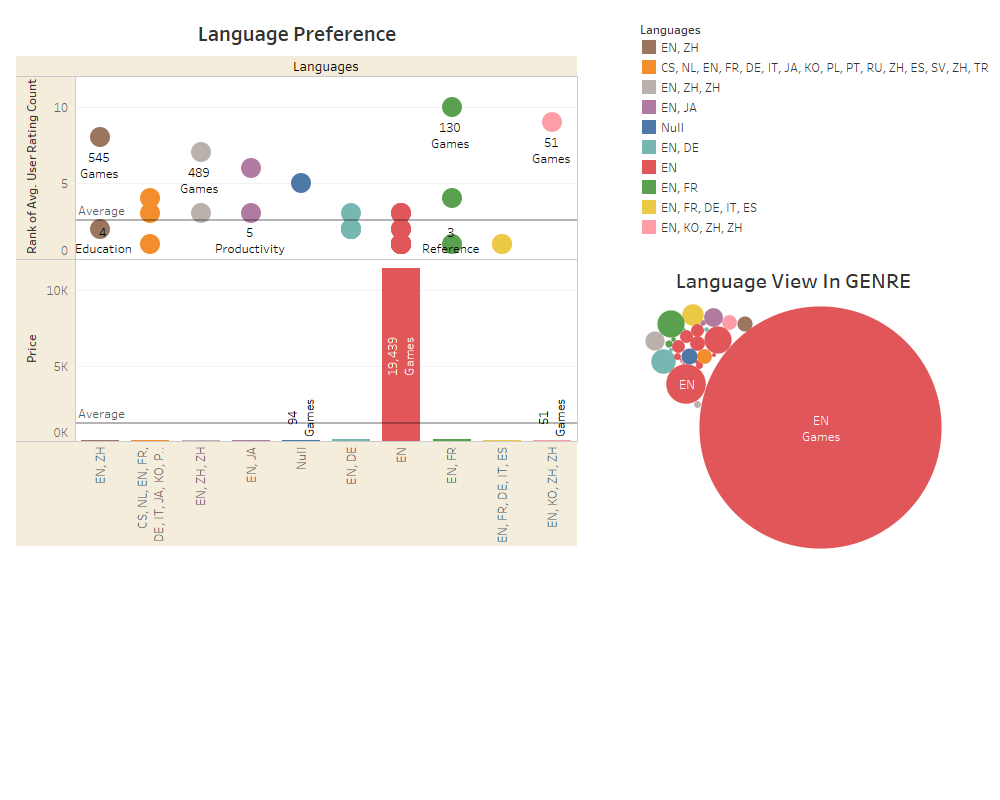 Language Preference
Languages
Rank of Avg. User Rating Count
10
5
0
545
Games
489
Games
130
Games
51
Games
Average
4
Education
5
Productivity
3
Reference
Price
10K
5K
0K
Average
94
Games
19,439
Games
51
Games
EN, ZH
CS, NL, EN, FR,
DE, IT, JA, KO, P..
EN, ZH, ZH
EN, JA
Null
EN, DE
EN
EN, FR
EN, FR, DE, IT, ES
EN, KO, ZH, ZH
Languages
EN, ZH
CS, NL, EN, FR, DE, IT, JA, KO, PL, PT, RU, ZH, ES, SV, ZH, TR
EN, ZH, ZH
EN, JA
Null
EN, DE
EN
EN, FR
EN, FR, DE, IT, ES
EN, KO, ZH, ZH
Language View In GENRE
EN
EN
Games